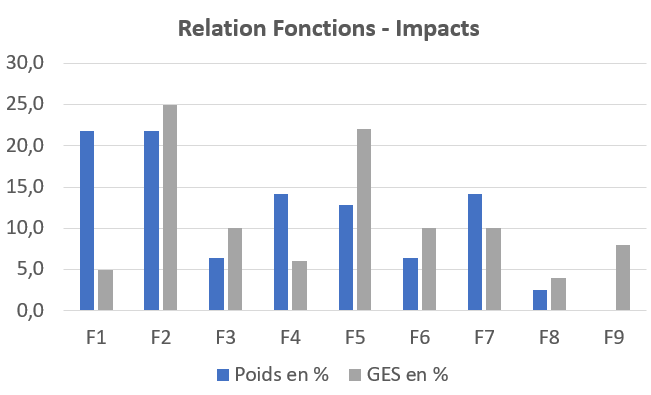 Relation Fonctions - Impacts
30,0
25,0
20,0
15,0
10,0
5,0
0,0
F1 F2 F3 F4 F5 F6 F7 F8 F9
Poids en % GES en %